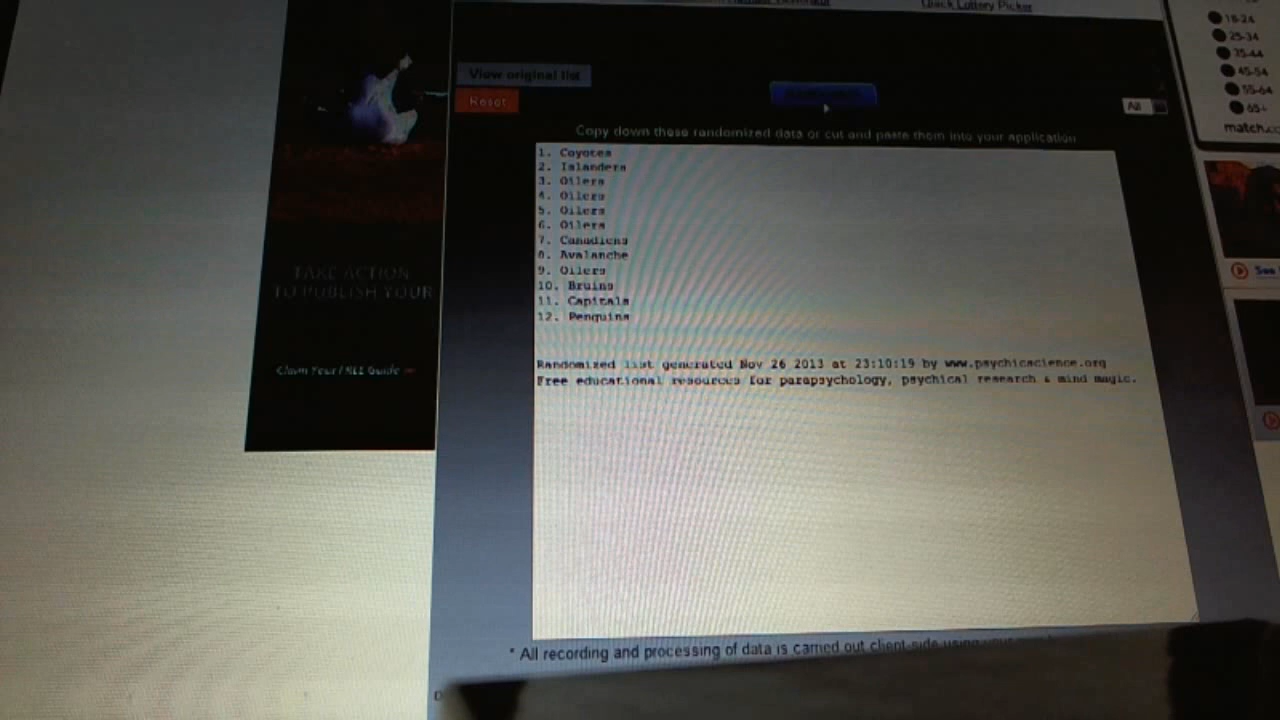 Quick Lottery Picker
18-24
25-34
35-44
45-54
55-64
65+
match.c
View original list
Reset
All
Copy down these randomized data or cut and paste them into your application
1. Coyotes
2. Islanders
3. Oilers
4. Oilers
5. Oilers
6. Oilers
7. Canadiens
8. Avalanche
9. Oilers
10. Bruins
11. Capitals
12. Penguins
Randomized list generated Nov 26 2013 at 23:10:19 by www.psychicscience.org
Free educational resources for parapsychology, psychical research & mind magic.
TAKE ACTION
TO PUBLISH YOUR
Claim Your FREE Guide
See
* All recording and processing of data is carried out client-side using your